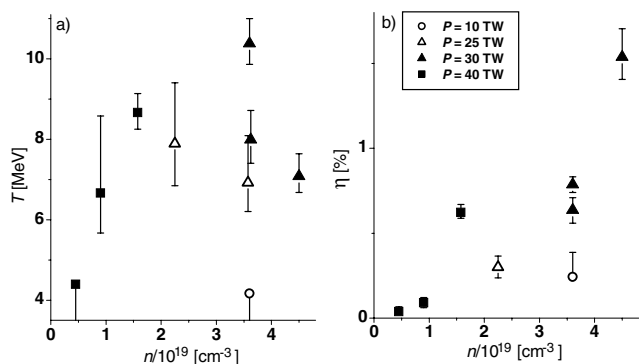 a)
10
8
6
4
T [MeV]
0 1 2 3 4
n/10¹⁹ [cm⁻³]
b)
P = 10 TW
P = 25 TW
P = 30 TW
P = 40 TW
1
0
η [%]
0 1 2 3 4
n/10¹⁹ [cm⁻³]